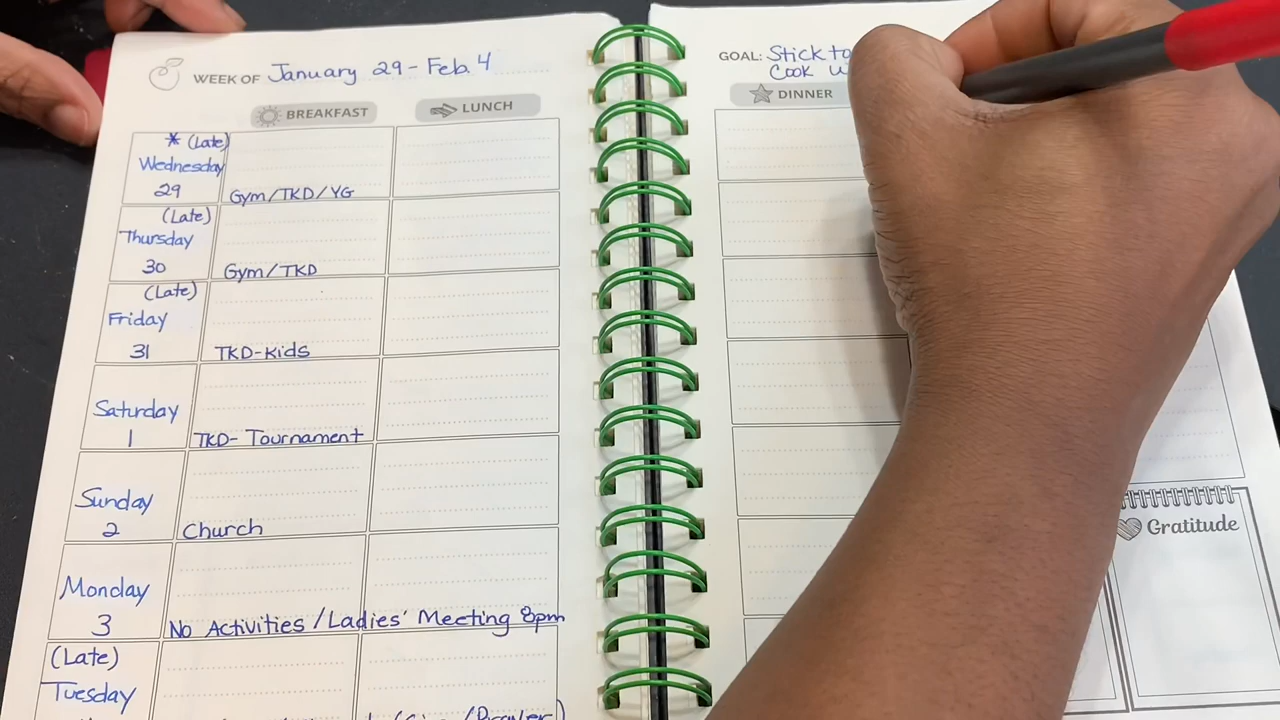 WEEK OF January 29 - Feb. 4
BREAKFAST
LUNCH
* (Late)
Wednesday
29
Gym/TKD/YG
(Late)
Thursday
30
Gym/TKD
(Late)
Friday
31
TKD-Kids
Saturday
1
TKD- Tournament
Sunday
2
Church
Monday
3
No Activities/Ladies' Meeting 8pm
(Late)
Tuesday
GOAL: Stick to
Cook
DINNER
Gratitude